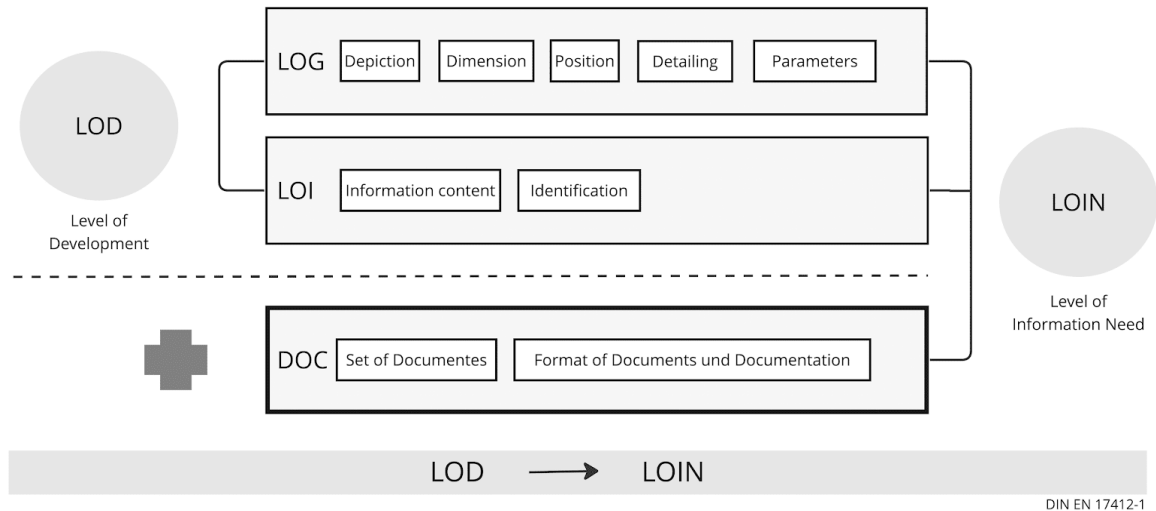 LOG Depiction Dimension Position Detailing Parameters
LOD
Level of
Development
LOI Information content Identification
LOIN
Level of
Information Need
DOC Set of Documentes Format of Documents und Documentation
LOD LOIN
DIN EN 17412-1